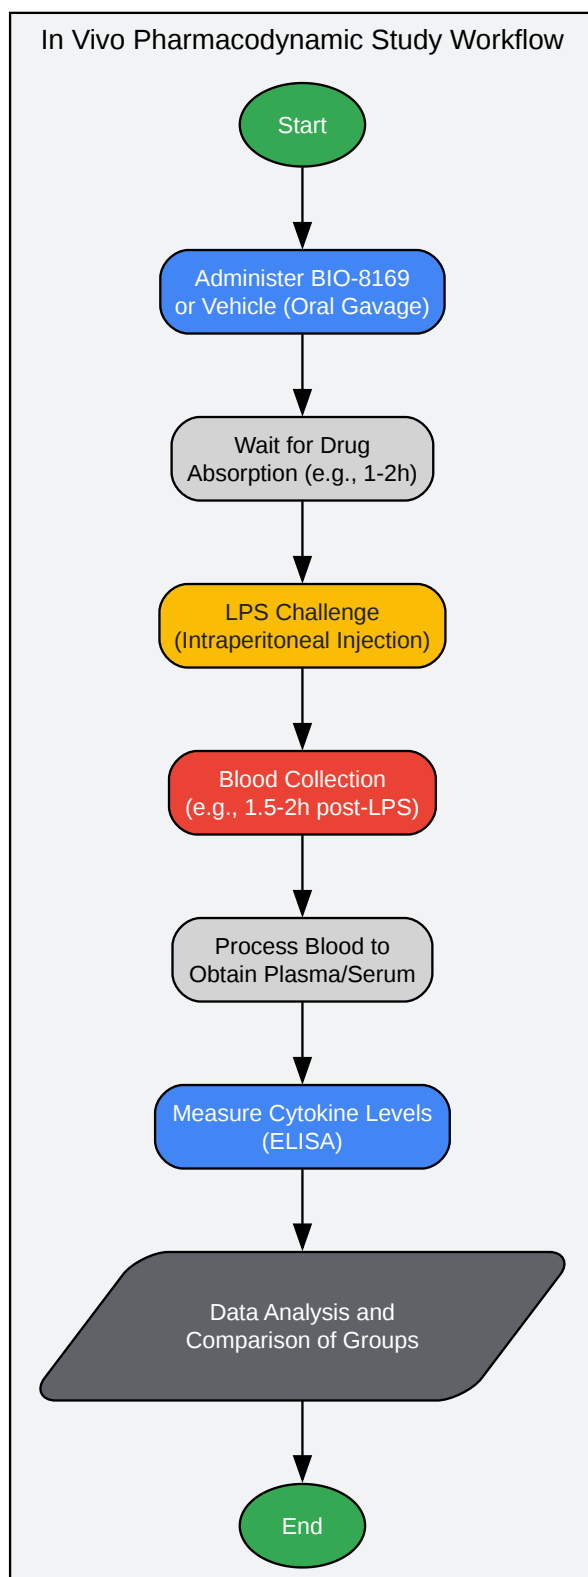 In Vivo Pharmacodynamic Study Workflow
Start
Administer BIO-8169
or Vehicle (Oral Gavage)
Wait for Drug
Absorption (e.g., 1-2h)
LPS Challenge
(Intraperitoneal Injection)
Blood Collection
(e.g., 1.5-2h post-LPS)
Process Blood to
Obtain Plasma/Serum
Measure Cytokine Levels
(ELISA)
Data Analysis and
Comparison of Groups
End